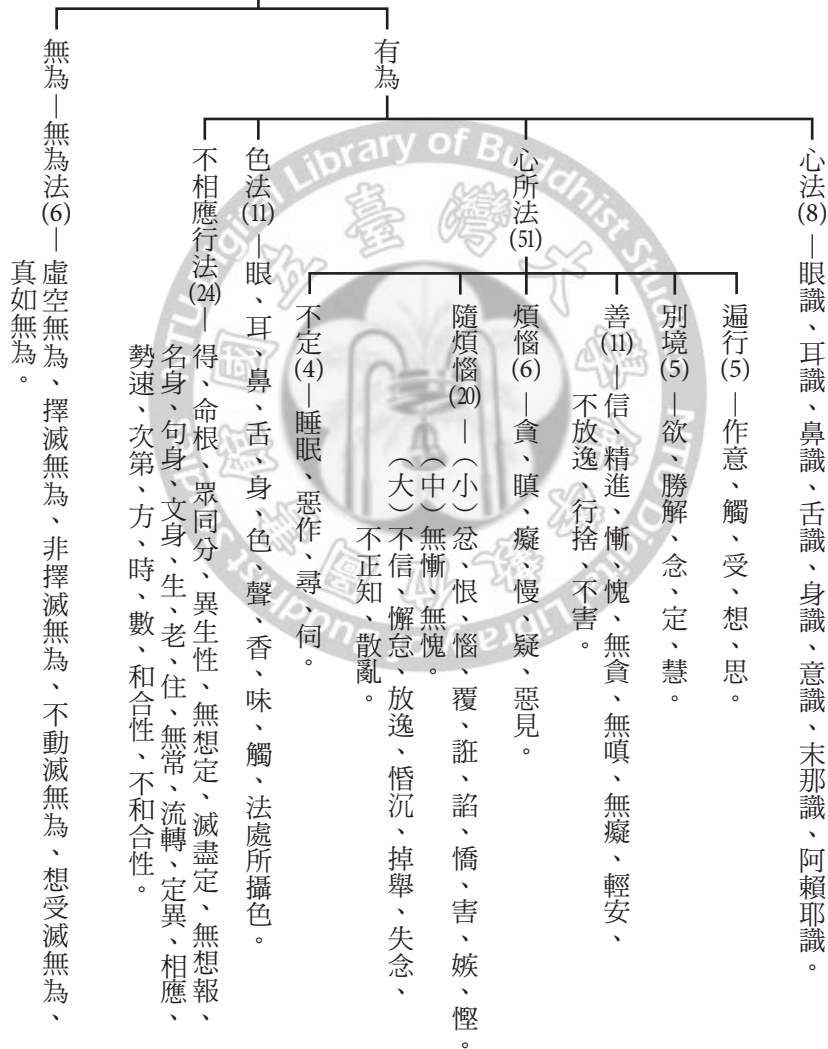 有為
心法(8)—眼識、耳識、鼻識、舌識、身識、意識、末那識、阿賴耶識。
心所法(51)
遍行(5)—作意、觸、受、想、思。
別境(5)—欲、勝解、念、定、慧。
善(11)—信、精進、慚、愧、無貪、無嗔、無癡、輕安、
不放逸、行捨、不害。
煩惱(6)—貪、瞋、癡、慢、疑、惡見。
隨煩惱(20)—(小)忿、恨、惱、覆、誑、諂、憍、害、嫉、慳。
(中)無慚、無愧。
(大)不信、懈怠、放逸、惛沉、掉舉、失念、
不正知、散亂。
不定(4)—睡眠、惡作、尋、伺。
色法(11)—眼、耳、鼻、舌、身、色、聲、香、味、觸、法處所攝色。
不相應行法(24)—得、命根、眾同分、異生性、無想定、滅盡定、無想報、
名身、句身、文身、生、老、住、無常、流轉、定異、相應、
勢速、次第、方、時、數、和合性、不和合性。
無為—無為法(6)—虛空無為、擇滅無為、非擇滅無為、不動滅無為、想受滅無為、
真如無為。